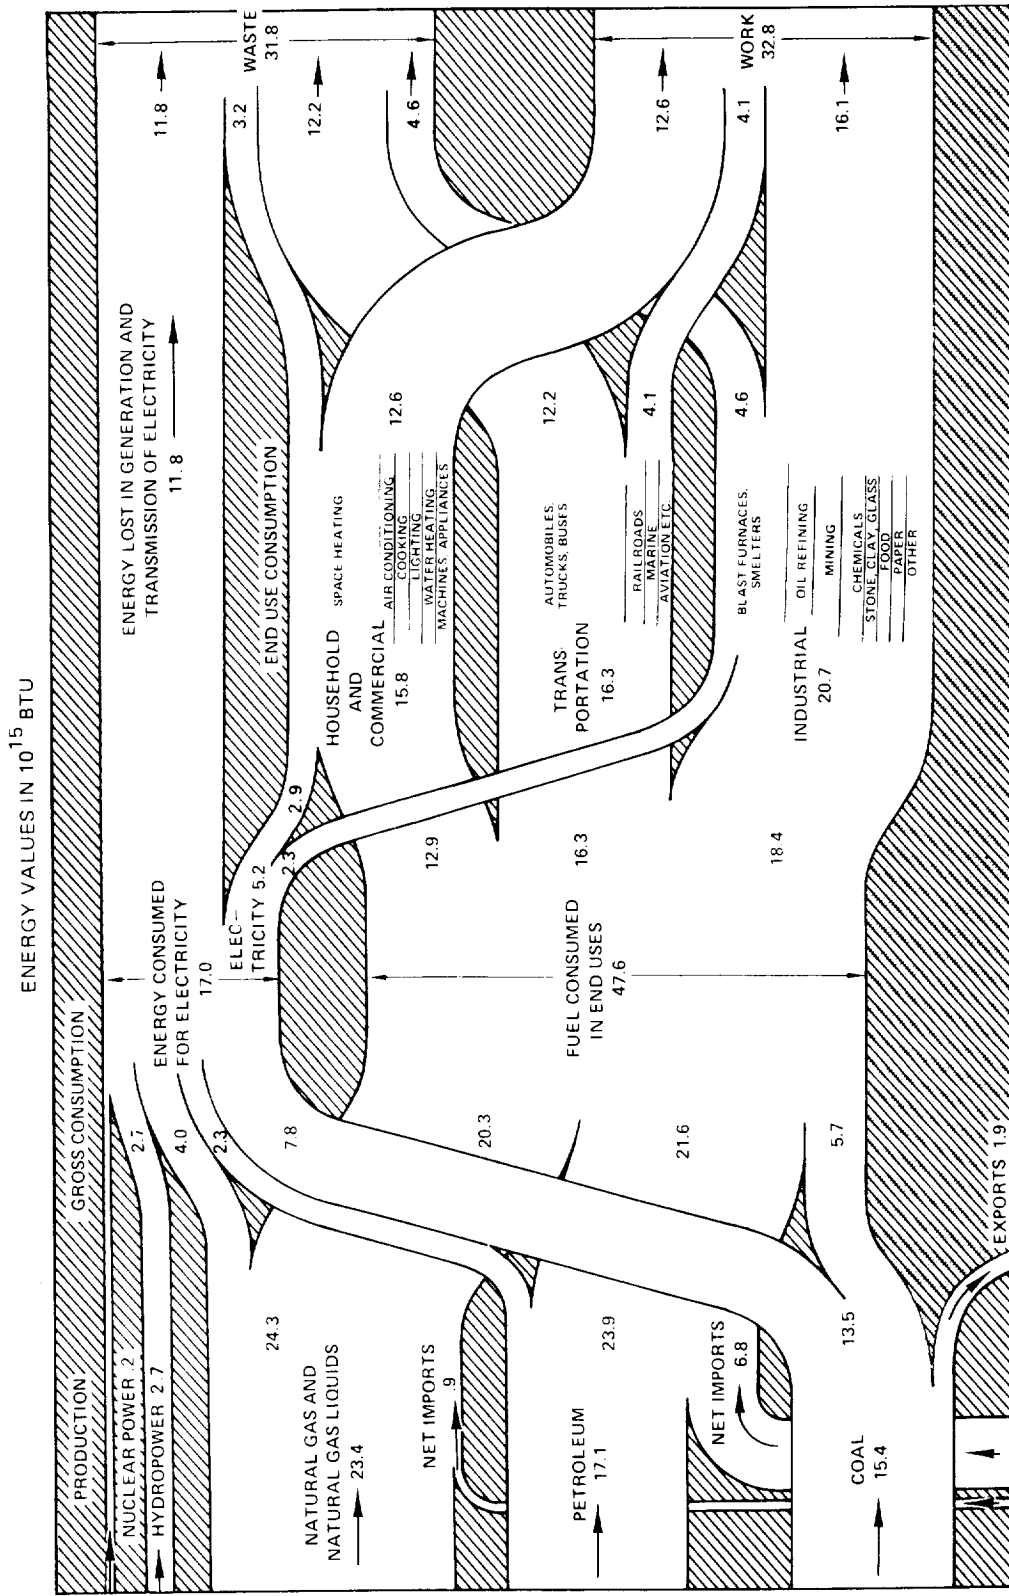 ENERGY VALUES IN 10^15 BTU
PRODUCTION
GROSS CONSUMPTION
NUCLEAR POWER .2
HYDROPOWER 2.7
2.7
4.0
2.3
7.8
ENERGY CONSUMED
FOR ELECTRICITY
17.0
ENERGY LOST IN GENERATION AND
TRANSMISSION OF ELECTRICITY
11.8
11.8
WASTE
31.8
3.2
12.2
4.6
ELEC-
TRICITY 5.2
2.9
2.3
END USE CONSUMPTION
NATURAL GAS AND
NATURAL GAS LIQUIDS
23.4
24.3
20.3
12.9
HOUSEHOLD
AND
COMMERCIAL
15.8
SPACE HEATING
AIR CONDITIONING
COOKING
LIGHTING
WATER HEATING
MACHINES, APPLIANCES
12.6
NET IMPORTS
.9
PETROLEUM
17.1
23.9
21.6
FUEL CONSUMED
IN END USES
47.6
16.3
TRANS-
PORTATION
16.3
AUTOMOBILES,
TRUCKS, BUSES
RAILROADS
MARINE
AVIATION ETC.
12.2
4.1
12.6
4.1
WORK
32.8
16.1
NET IMPORTS
6.8
COAL
15.4
13.5
5.7
18.4
INDUSTRIAL
20.7
BLAST FURNACES,
SMELTERS
OIL REFINING
MINING
CHEMICALS
STONE, CLAY, GLASS
FOOD
PAPER
OTHER
4.6
EXPORTS 1.9